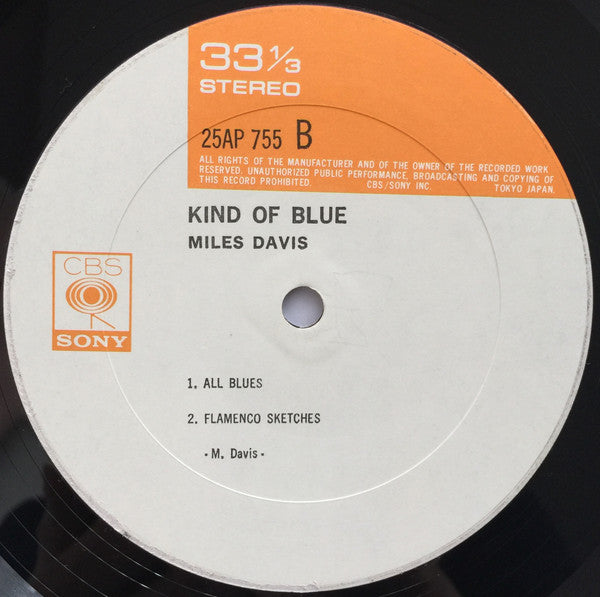 33 1/3
STEREO
25AP 755 B
ALL RIGHTS OF THE MANUFACTURER AND OF THE OWNER OF THE RECORDED WORK
RESERVED. UNAUTHORIZED PUBLIC PERFORMANCE, BROADCASTING AND COPYING OF
THIS RECORD PROHIBITED. CBS/SONY INC. TOKYO JAPAN.
KIND OF BLUE
MILES DAVIS
CBS
SONY
1. ALL BLUES
2. FLAMENCO SKETCHES
• M. Davis •